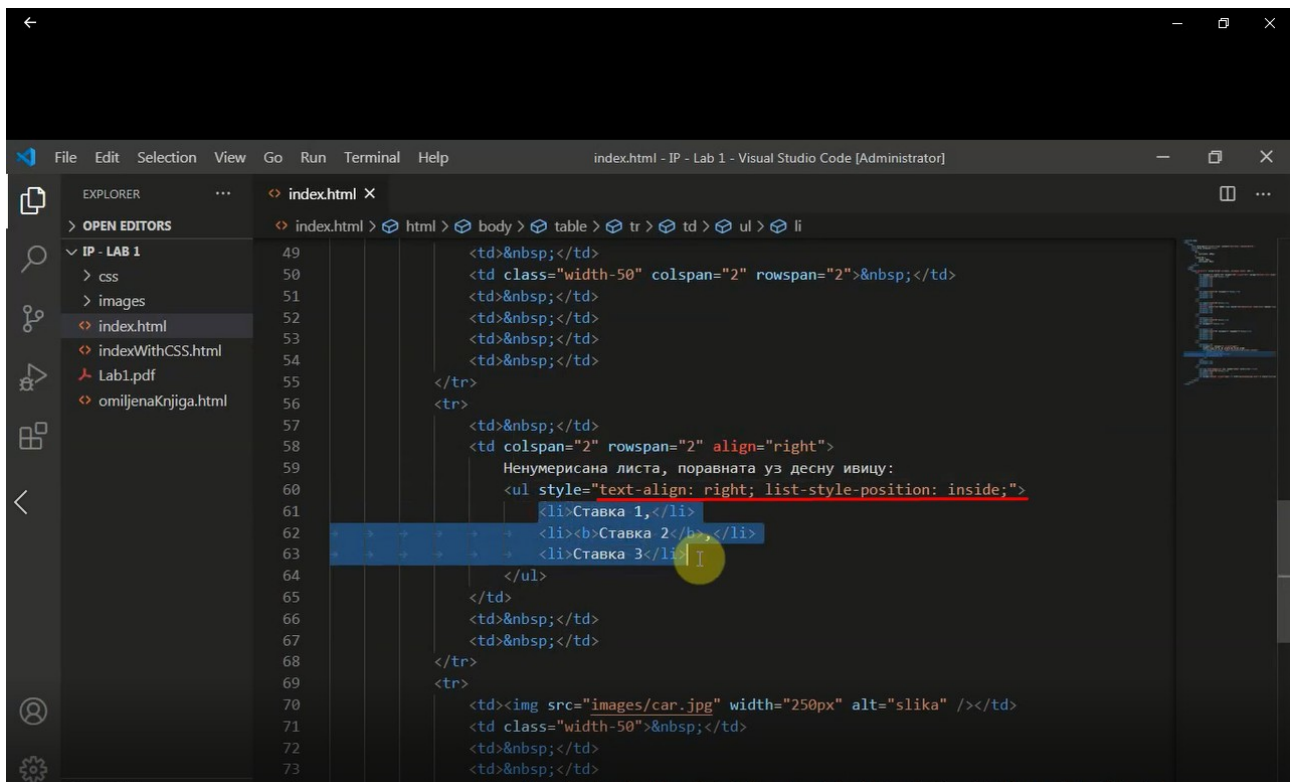 File Edit Selection View Go Run Terminal Help index.html - IP - Lab 1 - Visual Studio Code [Administrator]
EXPLORER ··· index.html ✕ ···
> OPEN EDITORS index.html > html > body > table > tr > td > ul > li
IP - LAB 1
> css
> images
index.html
indexWithCSS.html
Lab1.pdf
omiljenaKnjiga.html
49 <td>&nbsp;</td>
50 <td class="width-50" colspan="2" rowspan="2">&nbsp;</td>
51 <td>&nbsp;</td>
52 <td>&nbsp;</td>
53 <td>&nbsp;</td>
54 <td>&nbsp;</td>
55 </tr>
56 <tr>
57 <td>&nbsp;</td>
58 <td colspan="2" rowspan="2" align="right">
59 Ненумерисана листа, поравната уз десну ивицу:
60 <ul style="text-align: right; list-style-position: inside;">
61 <li>Ставка 1,</li>
62 <li><b>Ставка 2</b>,</li>
63 <li>Ставка 3</li>
64 </ul>
65 </td>
66 <td>&nbsp;</td>
67 <td>&nbsp;</td>
68 </tr>
69 <tr>
70 <td><img src="images/car.jpg" width="250px" alt="slika" /></td>
71 <td class="width-50">&nbsp;</td>
72 <td>&nbsp;</td>
73 <td>&nbsp;</td>